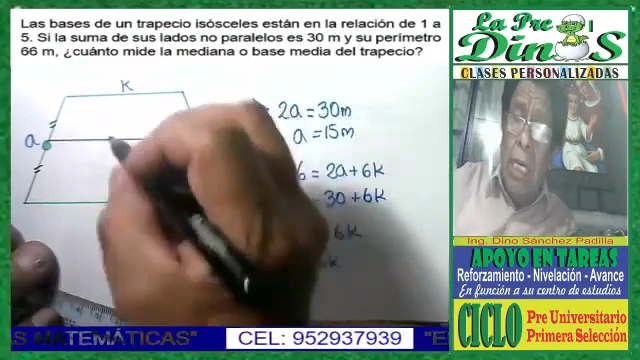 Las bases de un trapecio isósceles están en la relación de 1 a
5. Si la suma de sus lados no paralelos es 30 m y su perímetro
66 m, ¿cuánto mide la mediana o base media del trapecio?
K
a
2a = 30m
a = 15m
6 = 2a + 6k
30 + 6k
6k
k
La Pre
Dino S
CLASES PERSONALIZADAS
Ing. Dino Sánchez Padilla
APOYO EN TAREAS
Reforzamiento - Nivelación - Avance
En función a su centro de estudios
CICLO Pre Universitario
Primera Selección
S MATEMÁTICAS" CEL: 952937939 "E